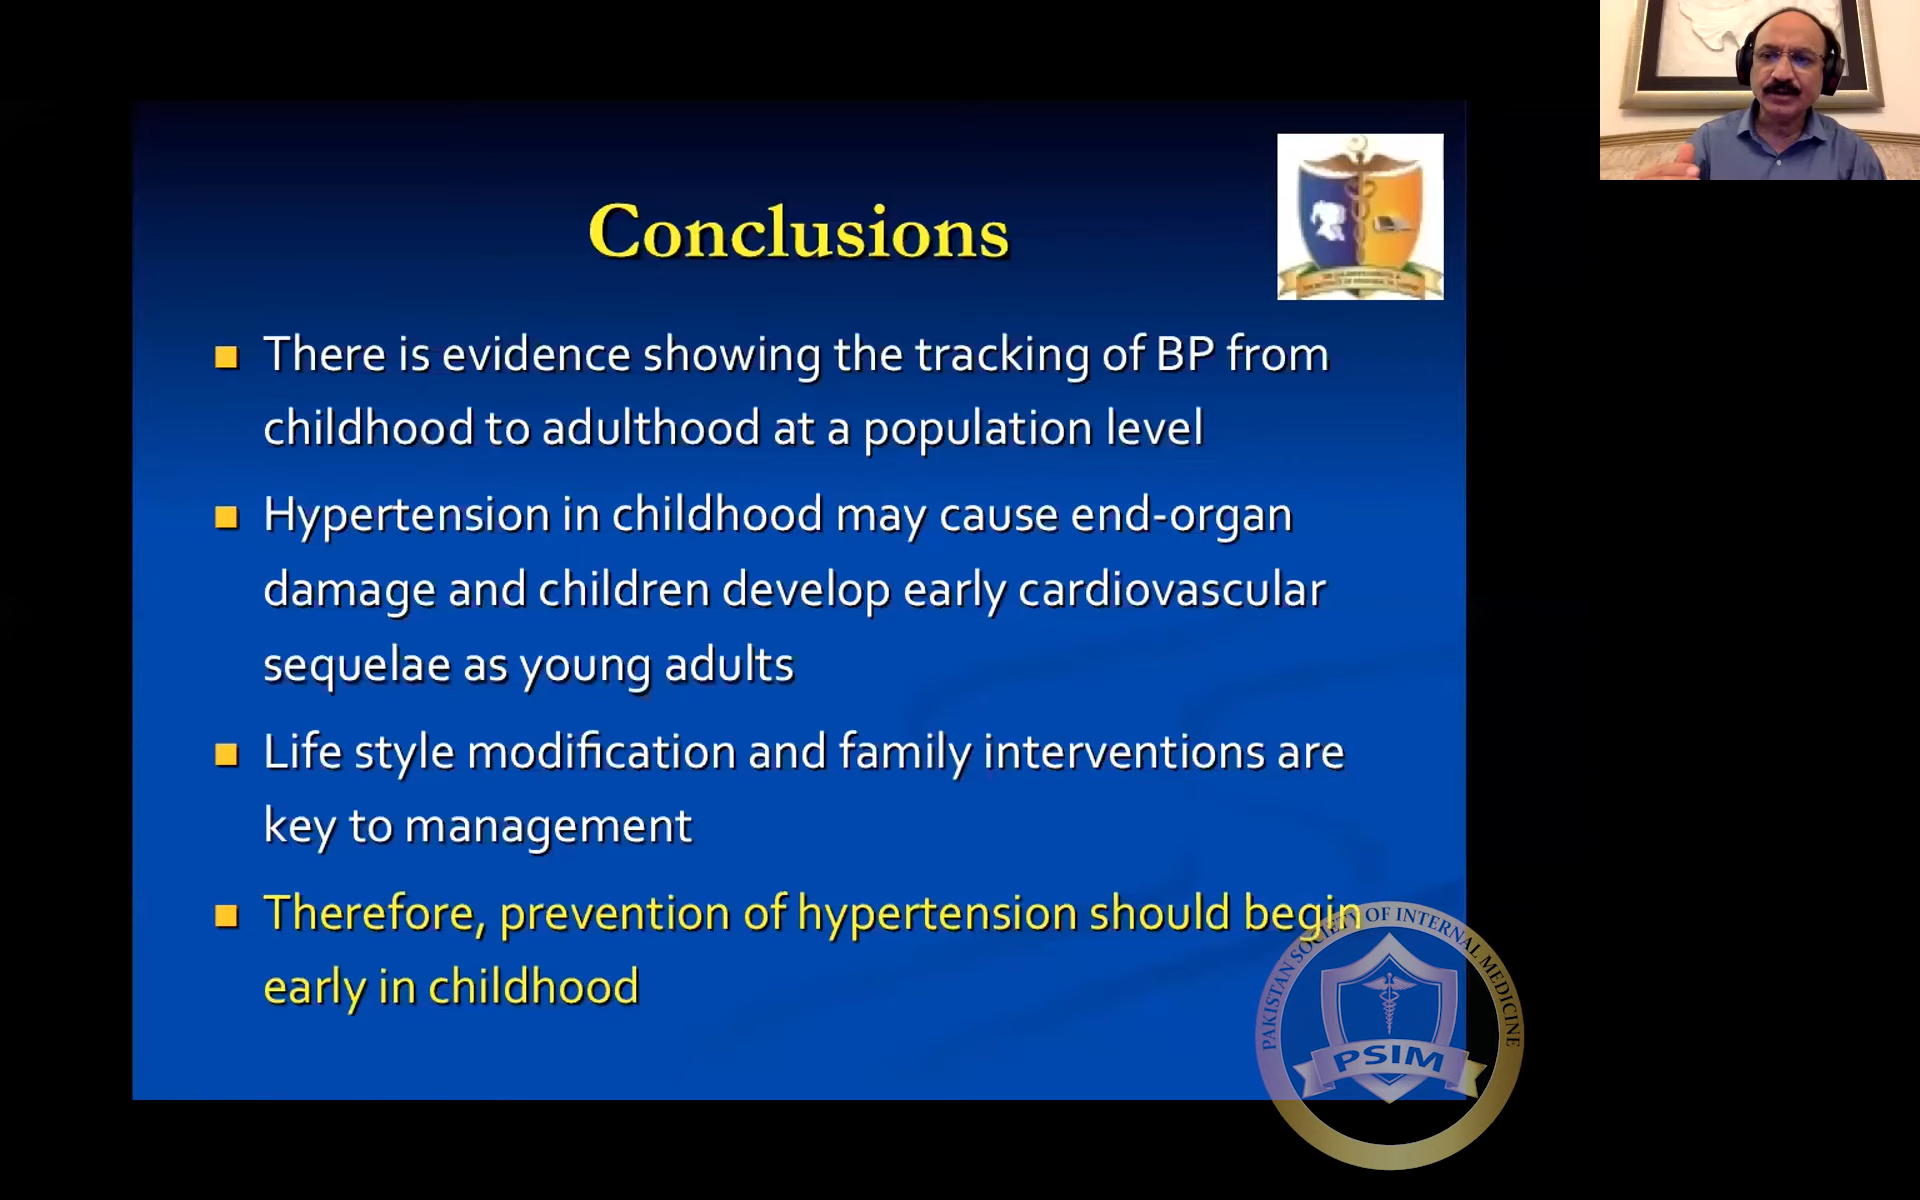 Conclusions
There is evidence showing the tracking of BP from
childhood to adulthood at a population level
Hypertension in childhood may cause end-organ
damage and children develop early cardiovascular
sequelae as young adults
Life style modification and family interventions are
key to management
Therefore, prevention of hypertension should begin
early in childhood
PAKISTAN SOCIETY OF INTERNAL MEDICINE
PSIM